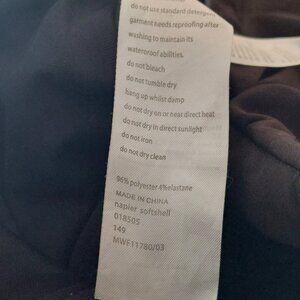 do not use standard detergent
garment needs reproofing after
washing to maintain its
waterproof abilities.
do not bleach
do not tumble dry
hang up whilst damp
do not dry on or near direct heat
do not dry in direct sunlight
do not iron
do not dry clean
96% polyester 4% elastane
MADE IN CHINA
napier softshell
018505
149
MWF11780/03